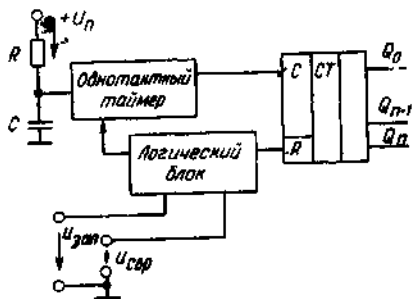 +Uп
R
Однотактный таймер
C
C CT
R
Q0
Qn-1
Qn
Логический блок
Uзап
Uсбр